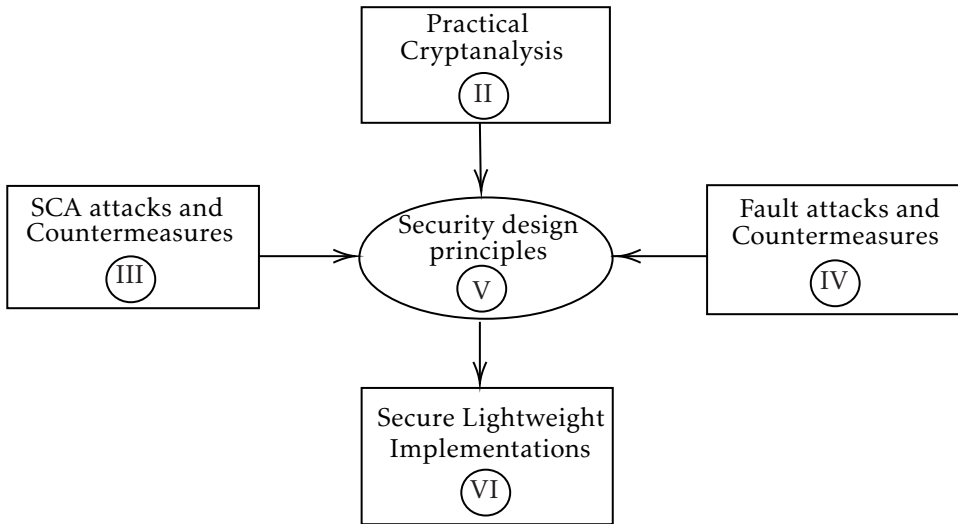 Practical
Cryptanalysis
II
SCA attacks and
Countermeasures
III
Security design
principles
V
Fault attacks and
Countermeasures
IV
Secure Lightweight
Implementations
VI